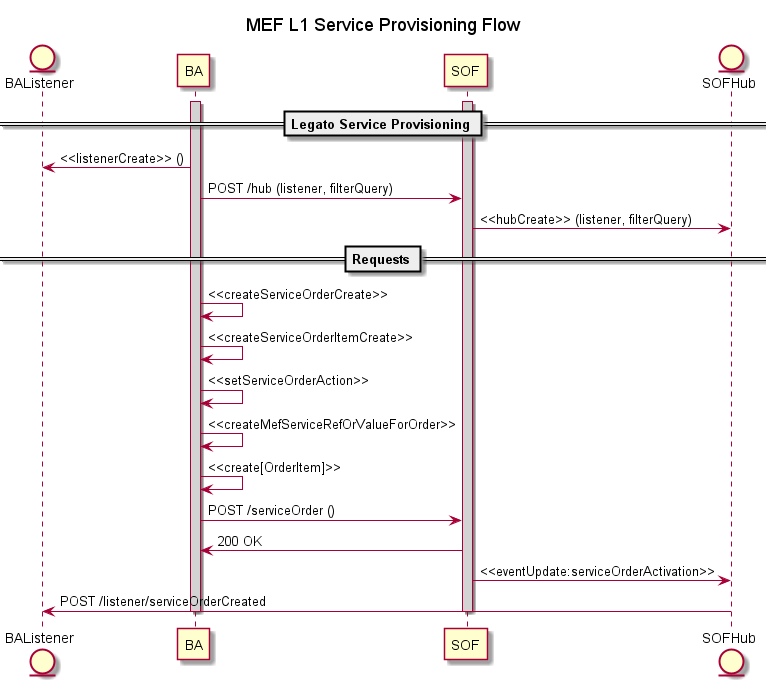 MEF L1 Service Provisioning Flow
BAListener
BA
SOF
SOFHub
Legato Service Provisioning
<<listenerCreate>> ()
POST /hub (listener, filterQuery)
<<hubCreate>> (listener, filterQuery)
Requests
<<createServiceOrderCreate>>
<<createServiceOrderItemCreate>>
<<setServiceOrderAction>>
<<createMefServiceRefOrValueForOrder>>
<<create[OrderItem]>>
POST /serviceOrder ()
200 OK
<<eventUpdate:serviceOrderActivation>>
POST /listener/serviceOrderCreated
BAListener
BA
SOF
SOFHub